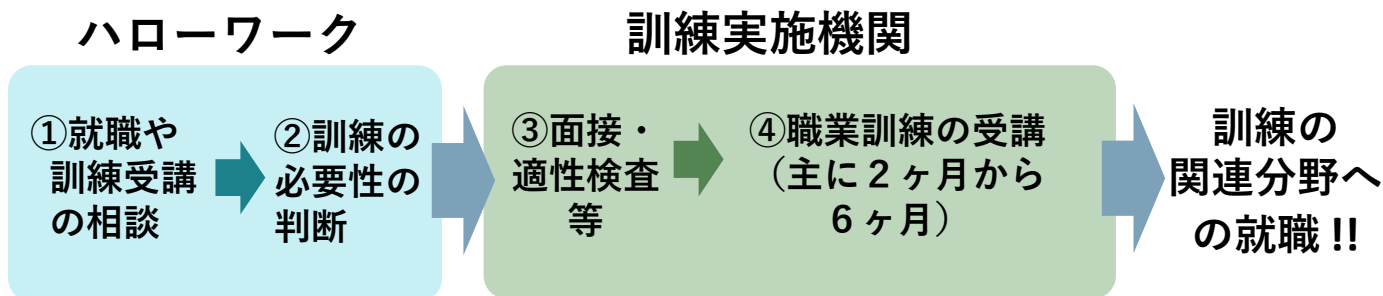 ハローワーク
訓練実施機関
①就職や
訓練受講
の相談
②訓練の
必要性の
判断
③面接・
適性検査
等
④職業訓練の受講
（主に２ヶ月から
６ヶ月）
訓練の
関連分野へ
の就職!!